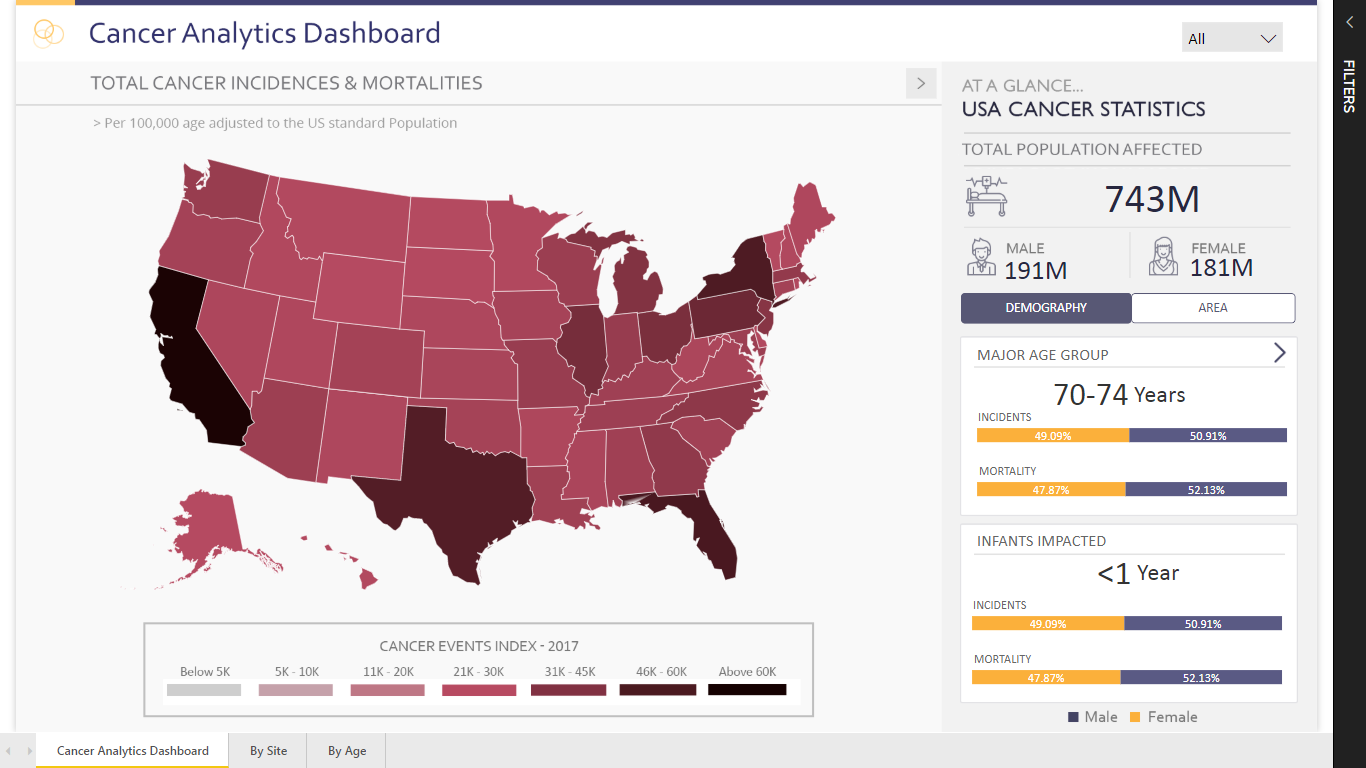 Cancer Analytics Dashboard
All
FILTERS
TOTAL CANCER INCIDENCES & MORTALITIES
> Per 100,000 age adjusted to the US standard Population
CANCER EVENTS INDEX - 2017
Below 5K 5K - 10K 11K - 20K 21K - 30K 31K - 45K 46K - 60K Above 60K
AT A GLANCE...
USA CANCER STATISTICS
TOTAL POPULATION AFFECTED
743M
MALE
191M
FEMALE
181M
DEMOGRAPHY AREA
MAJOR AGE GROUP
70-74 Years
INCIDENTS
49.09% 50.91%
MORTALITY
47.87% 52.13%
INFANTS IMPACTED
<1 Year
INCIDENTS
49.09% 50.91%
MORTALITY
47.87% 52.13%
Male Female
Cancer Analytics Dashboard By Site By Age